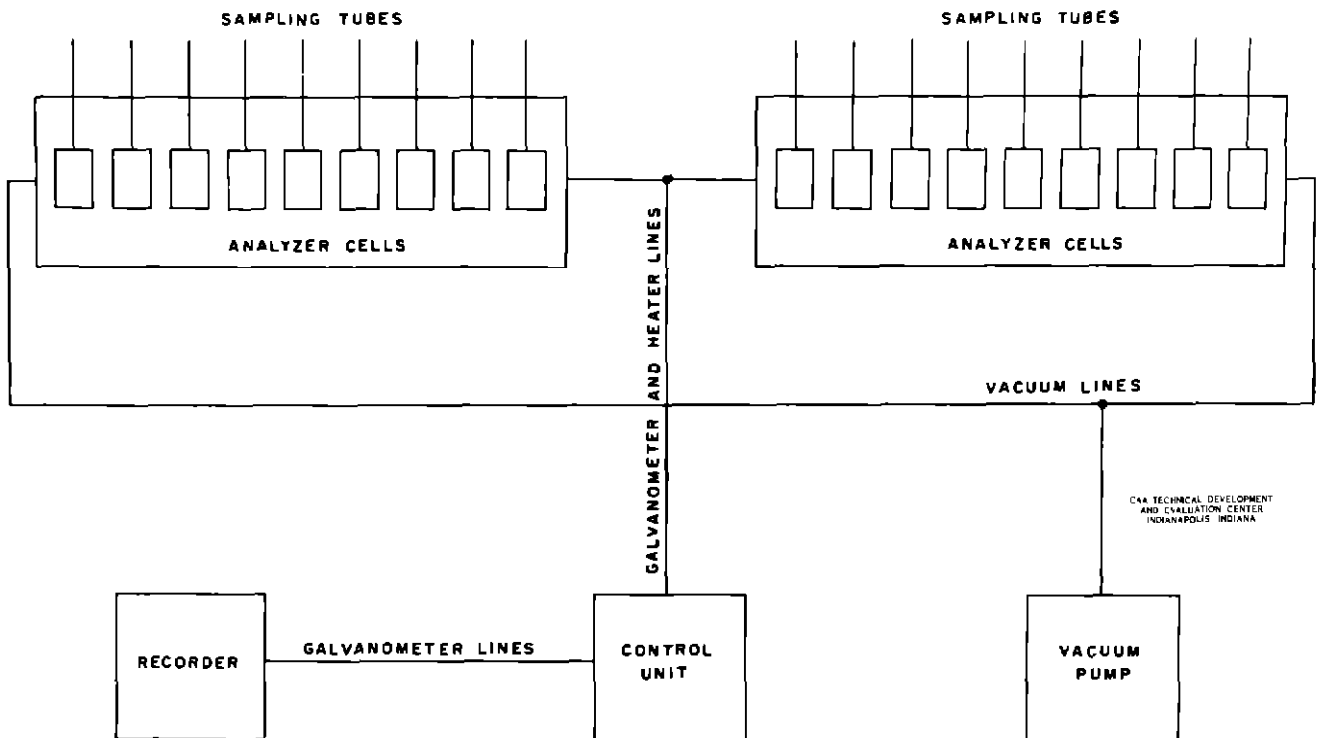 SAMPLING TUBES
SAMPLING TUBES
ANALYZER CELLS
ANALYZER CELLS
GALVANOMETER AND HEATER LINES
VACUUM LINES
CAA TECHNICAL DEVELOPMENT
AND EVALUATION CENTER
INDIANAPOLIS INDIANA
RECORDER
GALVANOMETER LINES
CONTROL
UNIT
VACUUM
PUMP